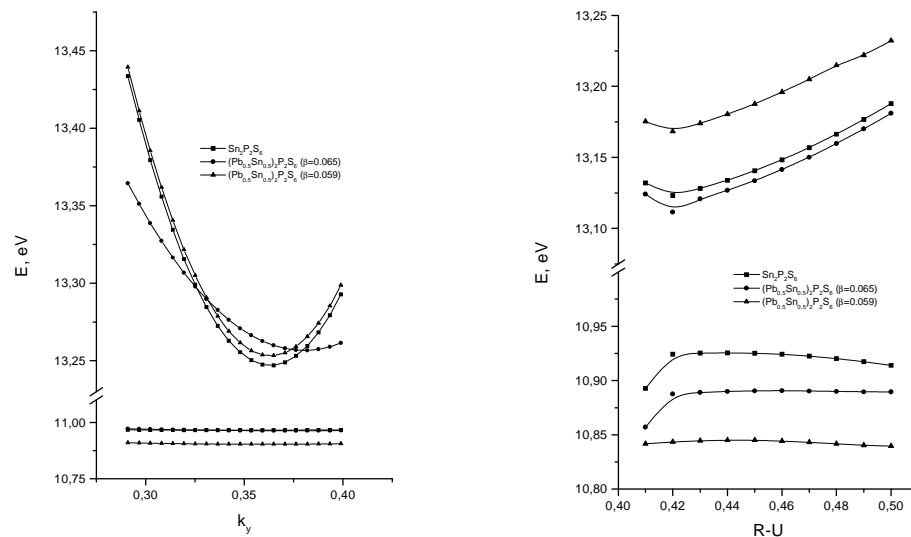 13,45
13,40
13,35
13,30
13,25
11,00
10,75
0,30
0,35
0,40
E, eV
k_y
Sn₂P₂S₆
(Pb₀.₅Sn₀.₅)₂P₂S₆ (β=0.065)
(Pb₀.₅Sn₀.₅)₂P₂S₆ (β=0.059)
13,25
13,20
13,15
13,10
10,95
10,90
10,85
10,80
0,40
0,42
0,44
0,46
0,48
0,50
E, eV
R-U
Sn₂P₂S₆
(Pb₀.₅Sn₀.₅)₂P₂S₆ (β=0.065)
(Pb₀.₅Sn₀.₅)₂P₂S₆ (β=0.059)